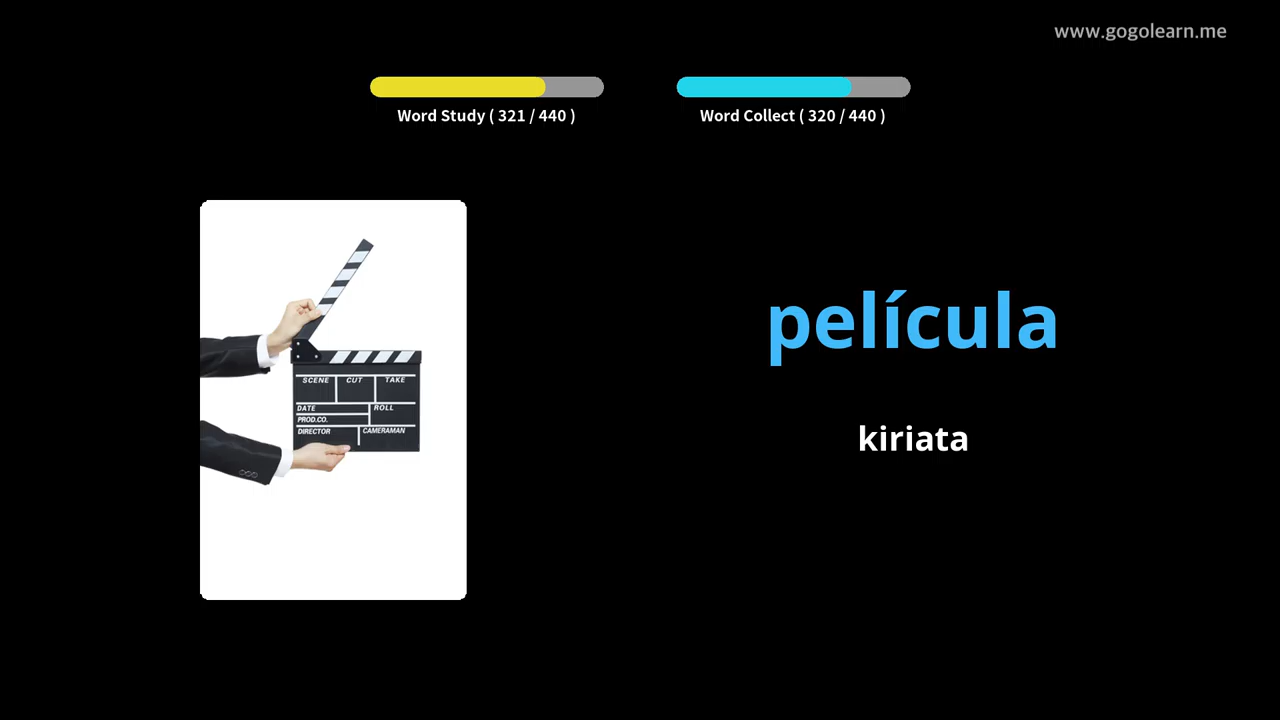 www.gogolearn.me
Word Study ( 321 / 440 )
Word Collect ( 320 / 440 )
SCENE CUT TAKE
DATE ROLL
PROD.CO.
DIRECTOR CAMERAMAN
película
kiriata